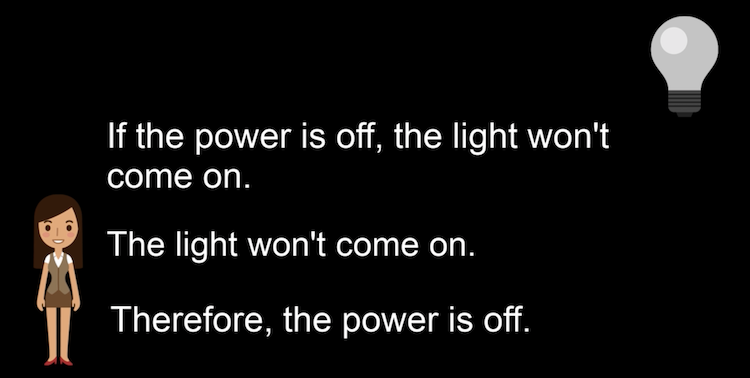 If the power is off, the light won't
come on.
The light won't come on.
Therefore, the power is off.